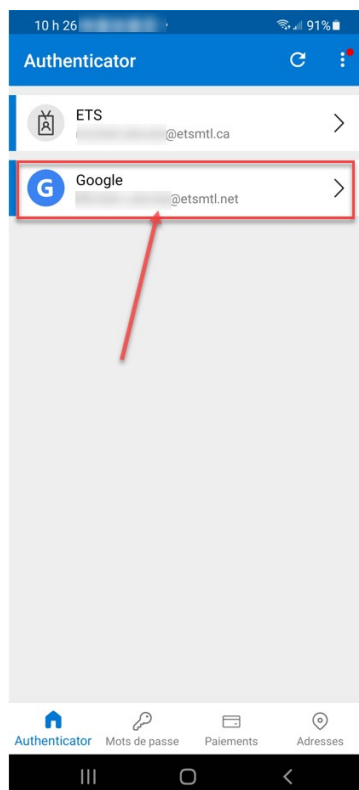 10 h 26
91%
Authenticator
ETS
@etsmtl.ca
G
Google
@etsmtl.net
Authenticator
Mots de passe
Paiements
Adresses